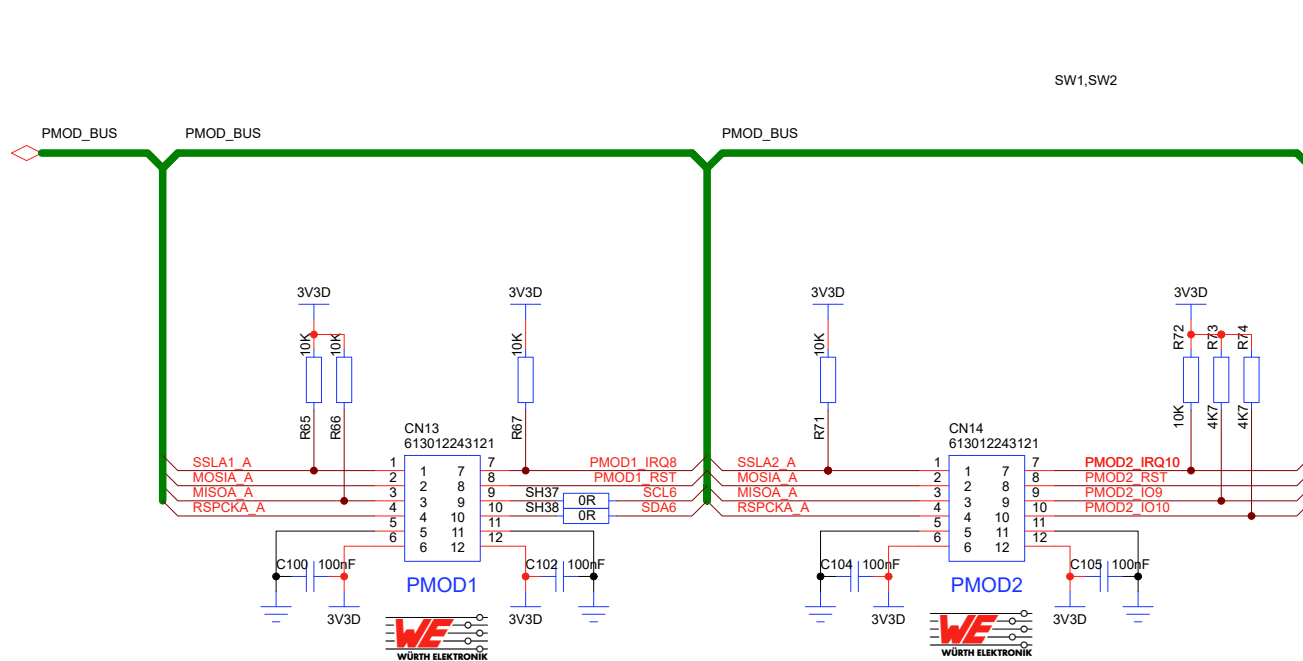 SW1,SW2
PMOD_BUS
PMOD_BUS
PMOD_BUS
3V3D
3V3D
3V3D
3V3D
10K
10K
10K
10K
R72
R73
R74
R65
R66
R67
R71
10K
4K7
4K7
CN13
613012243121
CN14
613012243121
SSLA1_A
1
1
7
7
PMOD1_IRQ8
SSLA2_A
1
1
7
7
PMOD2_IRQ10
MOSIA_A
2
2
8
8
PMOD1_RST
MOSIA_A
2
2
8
8
PMOD2_RST
MISOA_A
3
3
9
9
SH37
0R
SCL6
MISOA_A
3
3
9
9
PMOD2_IO9
RSPCKA_A
4
4
10
10
SH38
0R
SDA6
RSPCKA_A
4
4
10
10
PMOD2_IO10
5
5
11
11
5
5
11
11
6
6
12
12
6
6
12
12
C100
100nF
C102
100nF
C104
100nF
C105
100nF
PMOD1
PMOD2
3V3D
3V3D
3V3D
3V3D
WE
WÜRTH ELEKTRONIK
WE
WÜRTH ELEKTRONIK